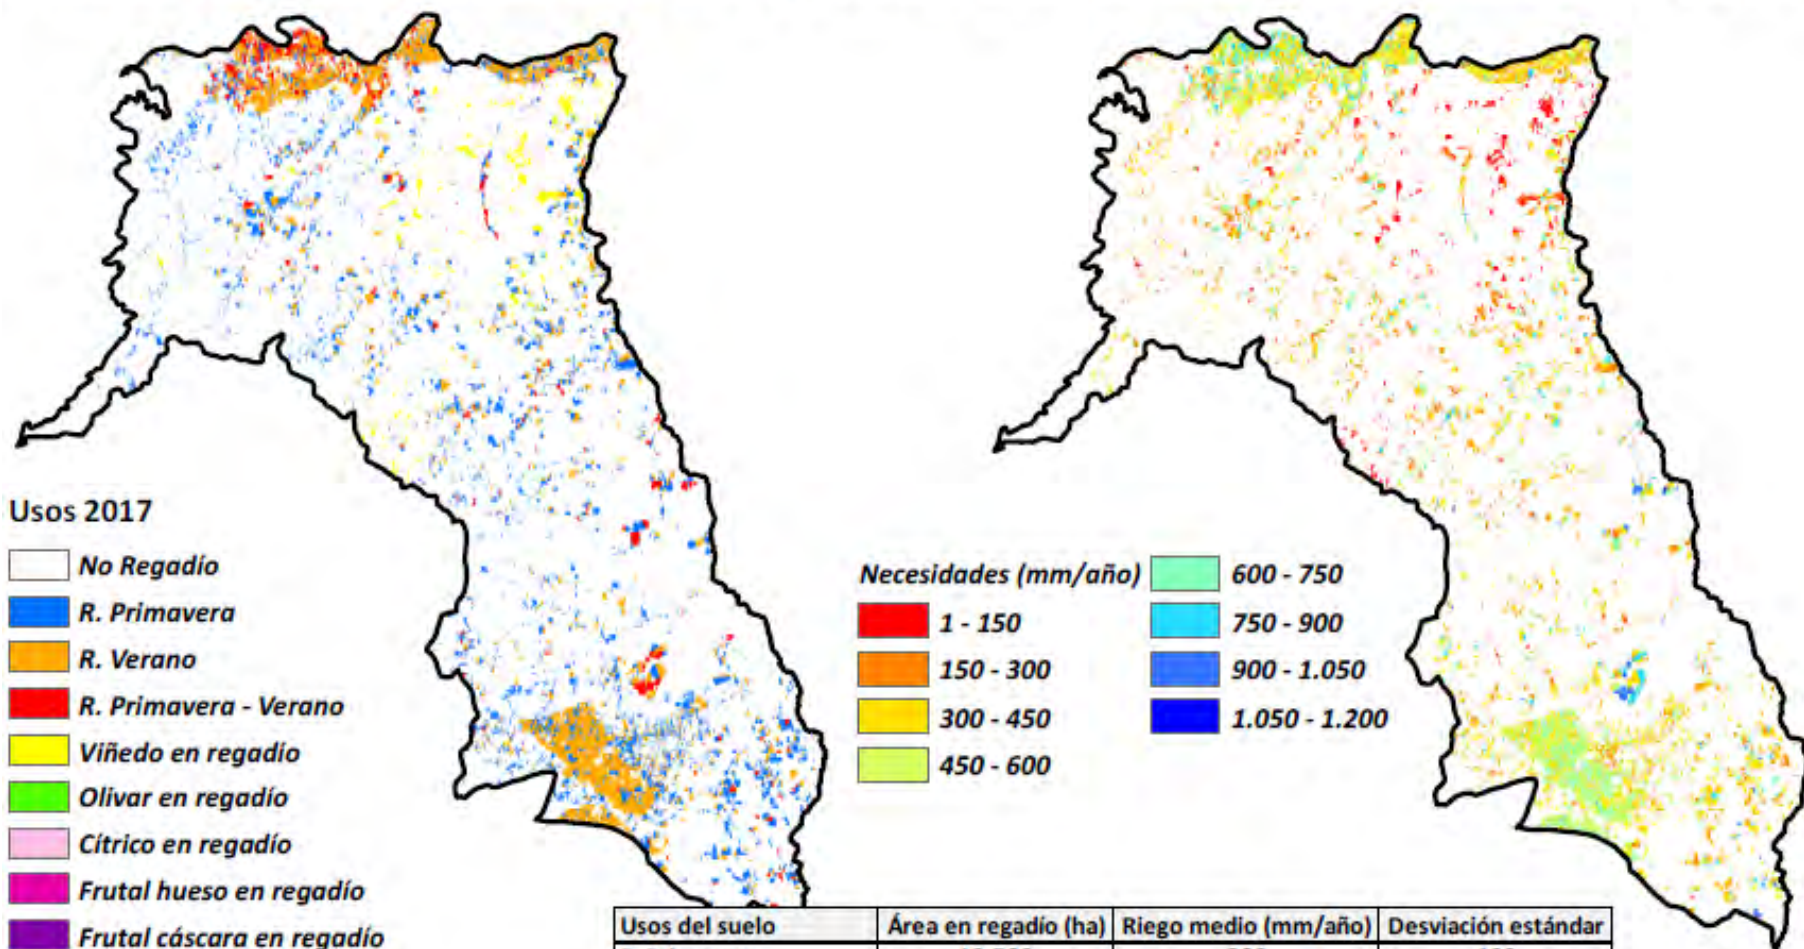 Usos 2017
No Regadío
R. Primavera
R. Verano
R. Primavera - Verano
Viñedo en regadío
Olivar en regadío
Cítrico en regadío
Frutal hueso en regadío
Frutal cáscara en regadío
Necesidades (mm/año)
1 - 150
150 - 300
300 - 450
450 - 600
600 - 750
750 - 900
900 - 1.050
1.050 - 1.200
Usos del suelo Área en regadío (ha) Riego medio (mm/año) Desviación estándar